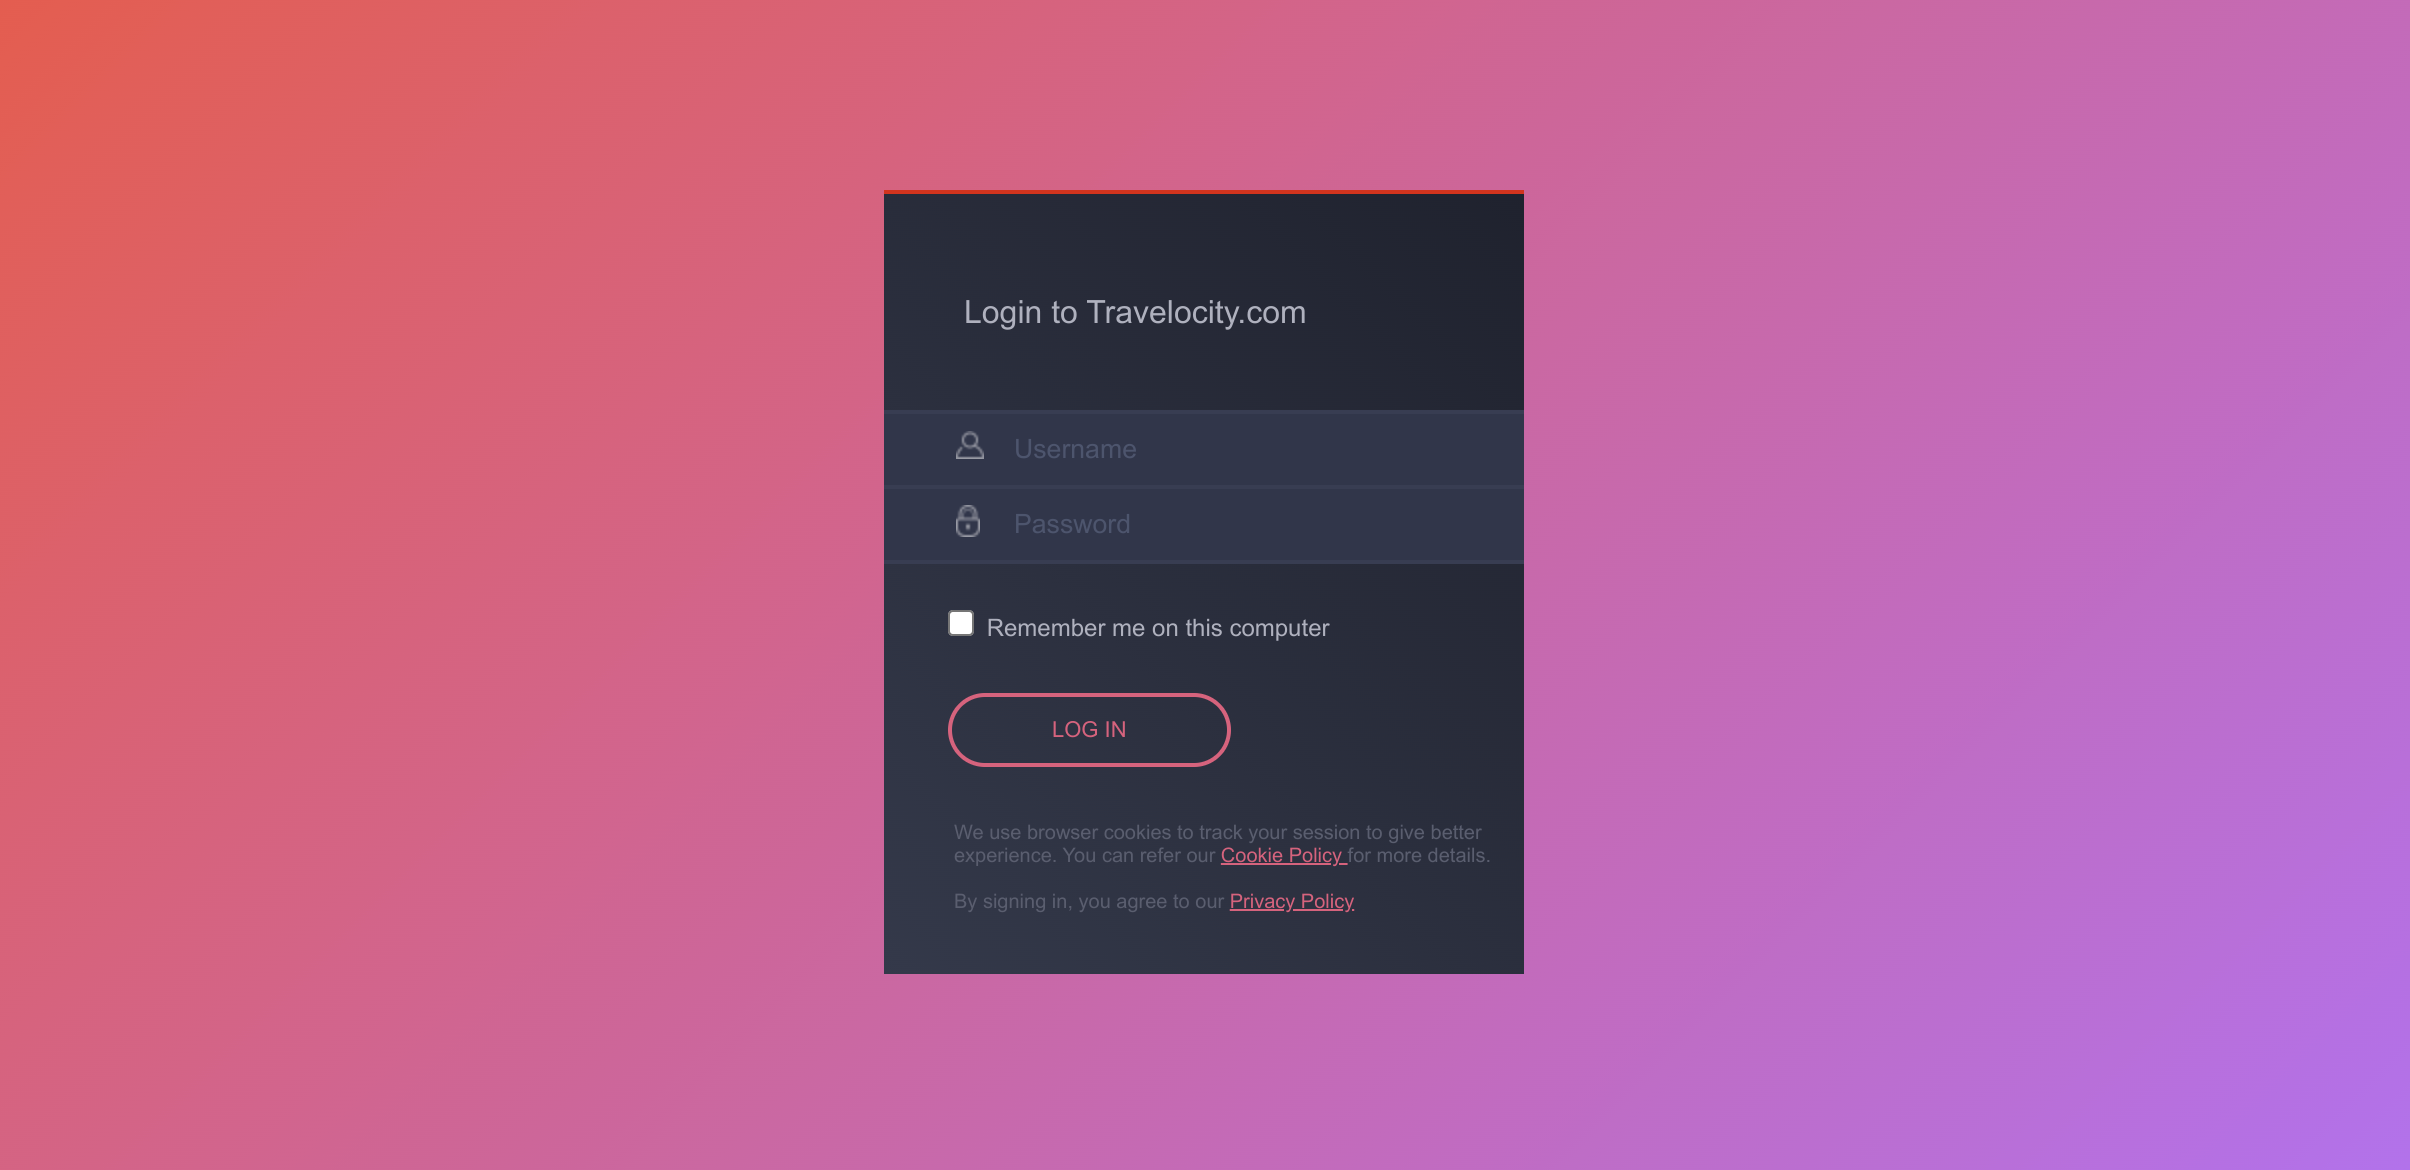 Login to Travelocity.com
Username
Password
Remember me on this computer
LOG IN
We use browser cookies to track your session to give better
experience. You can refer our Cookie Policy for more details.
By signing in, you agree to our Privacy Policy